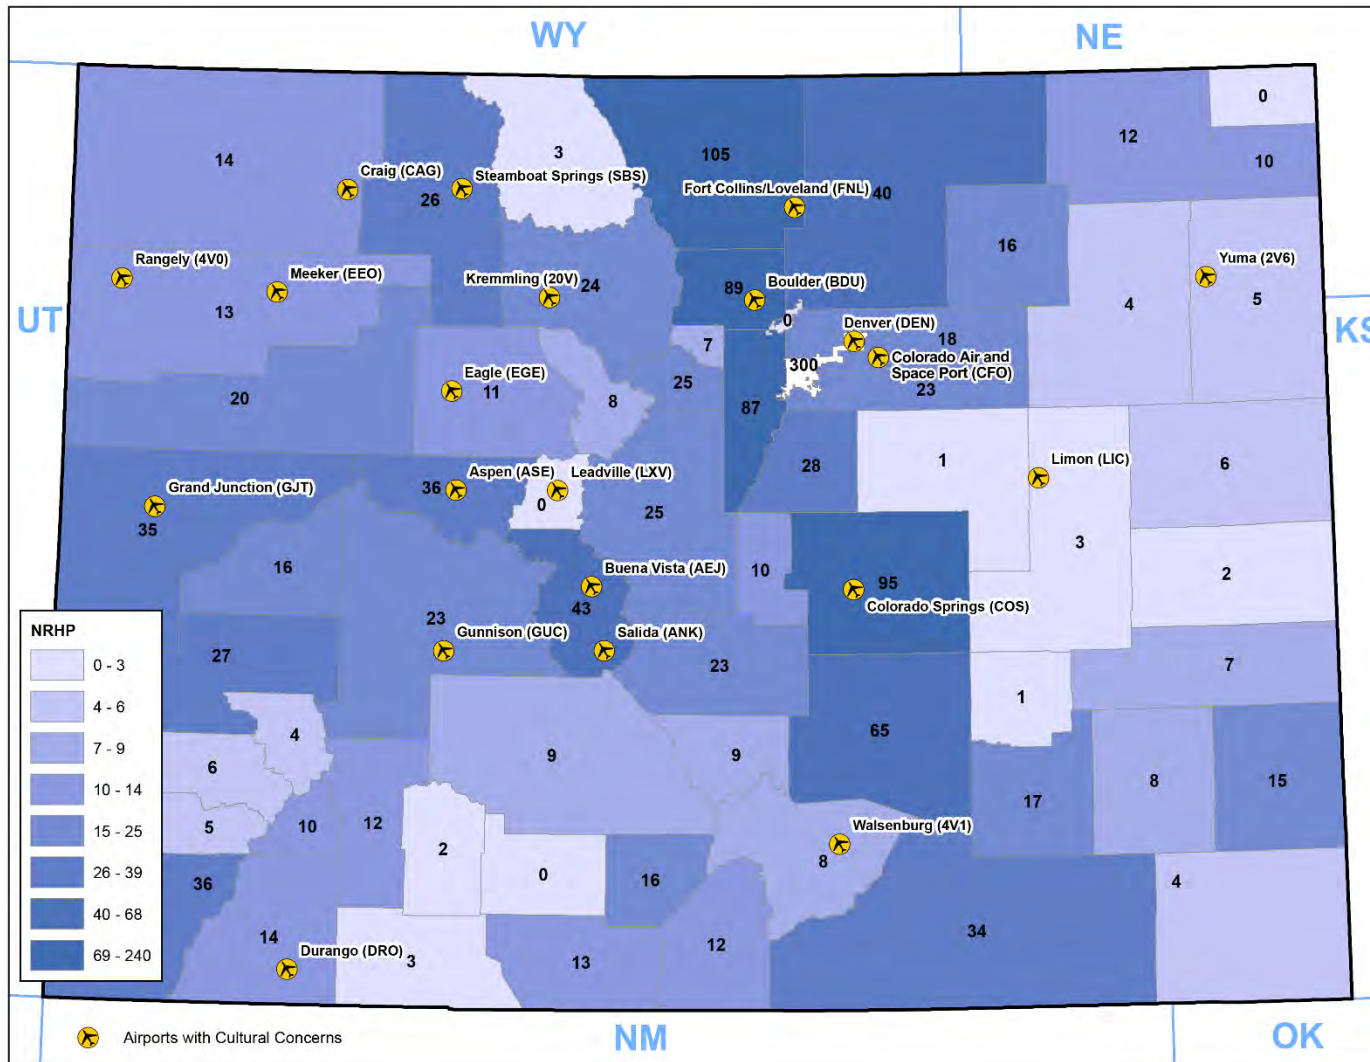 WY
NE
0
14
3
105
12
10
Craig (CAG)
Steamboat Springs (SBS)
26
Fort Collins/Loveland (FNL)
40
16
Rangely (4V0)
Meeker (EEO)
13
Kremmling (20V)
24
89
Boulder (BDU)
Yuma (2V6)
5
4
UT
KS
0
Denver (DEN)
18
Colorado Air and
Space Port (CFO)
23
7
300
25
Eagle (EGE)
11
8
20
87
28
1
Limon (LIC)
6
Grand Junction (GJT)
35
Aspen (ASE)
36
Leadville (LXV)
0
25
3
2
16
Buena Vista (AEJ)
43
10
95
Colorado Springs (COS)
23
Gunnison (GUC)
Salida (ANK)
23
27
7
1
NRHP
0 - 3
4 - 6
7 - 9
10 - 14
15 - 25
26 - 39
40 - 68
69 - 240
4
6
9
9
65
8
15
17
5
10
12
2
Walsenburg (4V1)
8
36
0
16
4
14
Durango (DRO)
3
13
12
34
Airports with Cultural Concerns
NM
OK